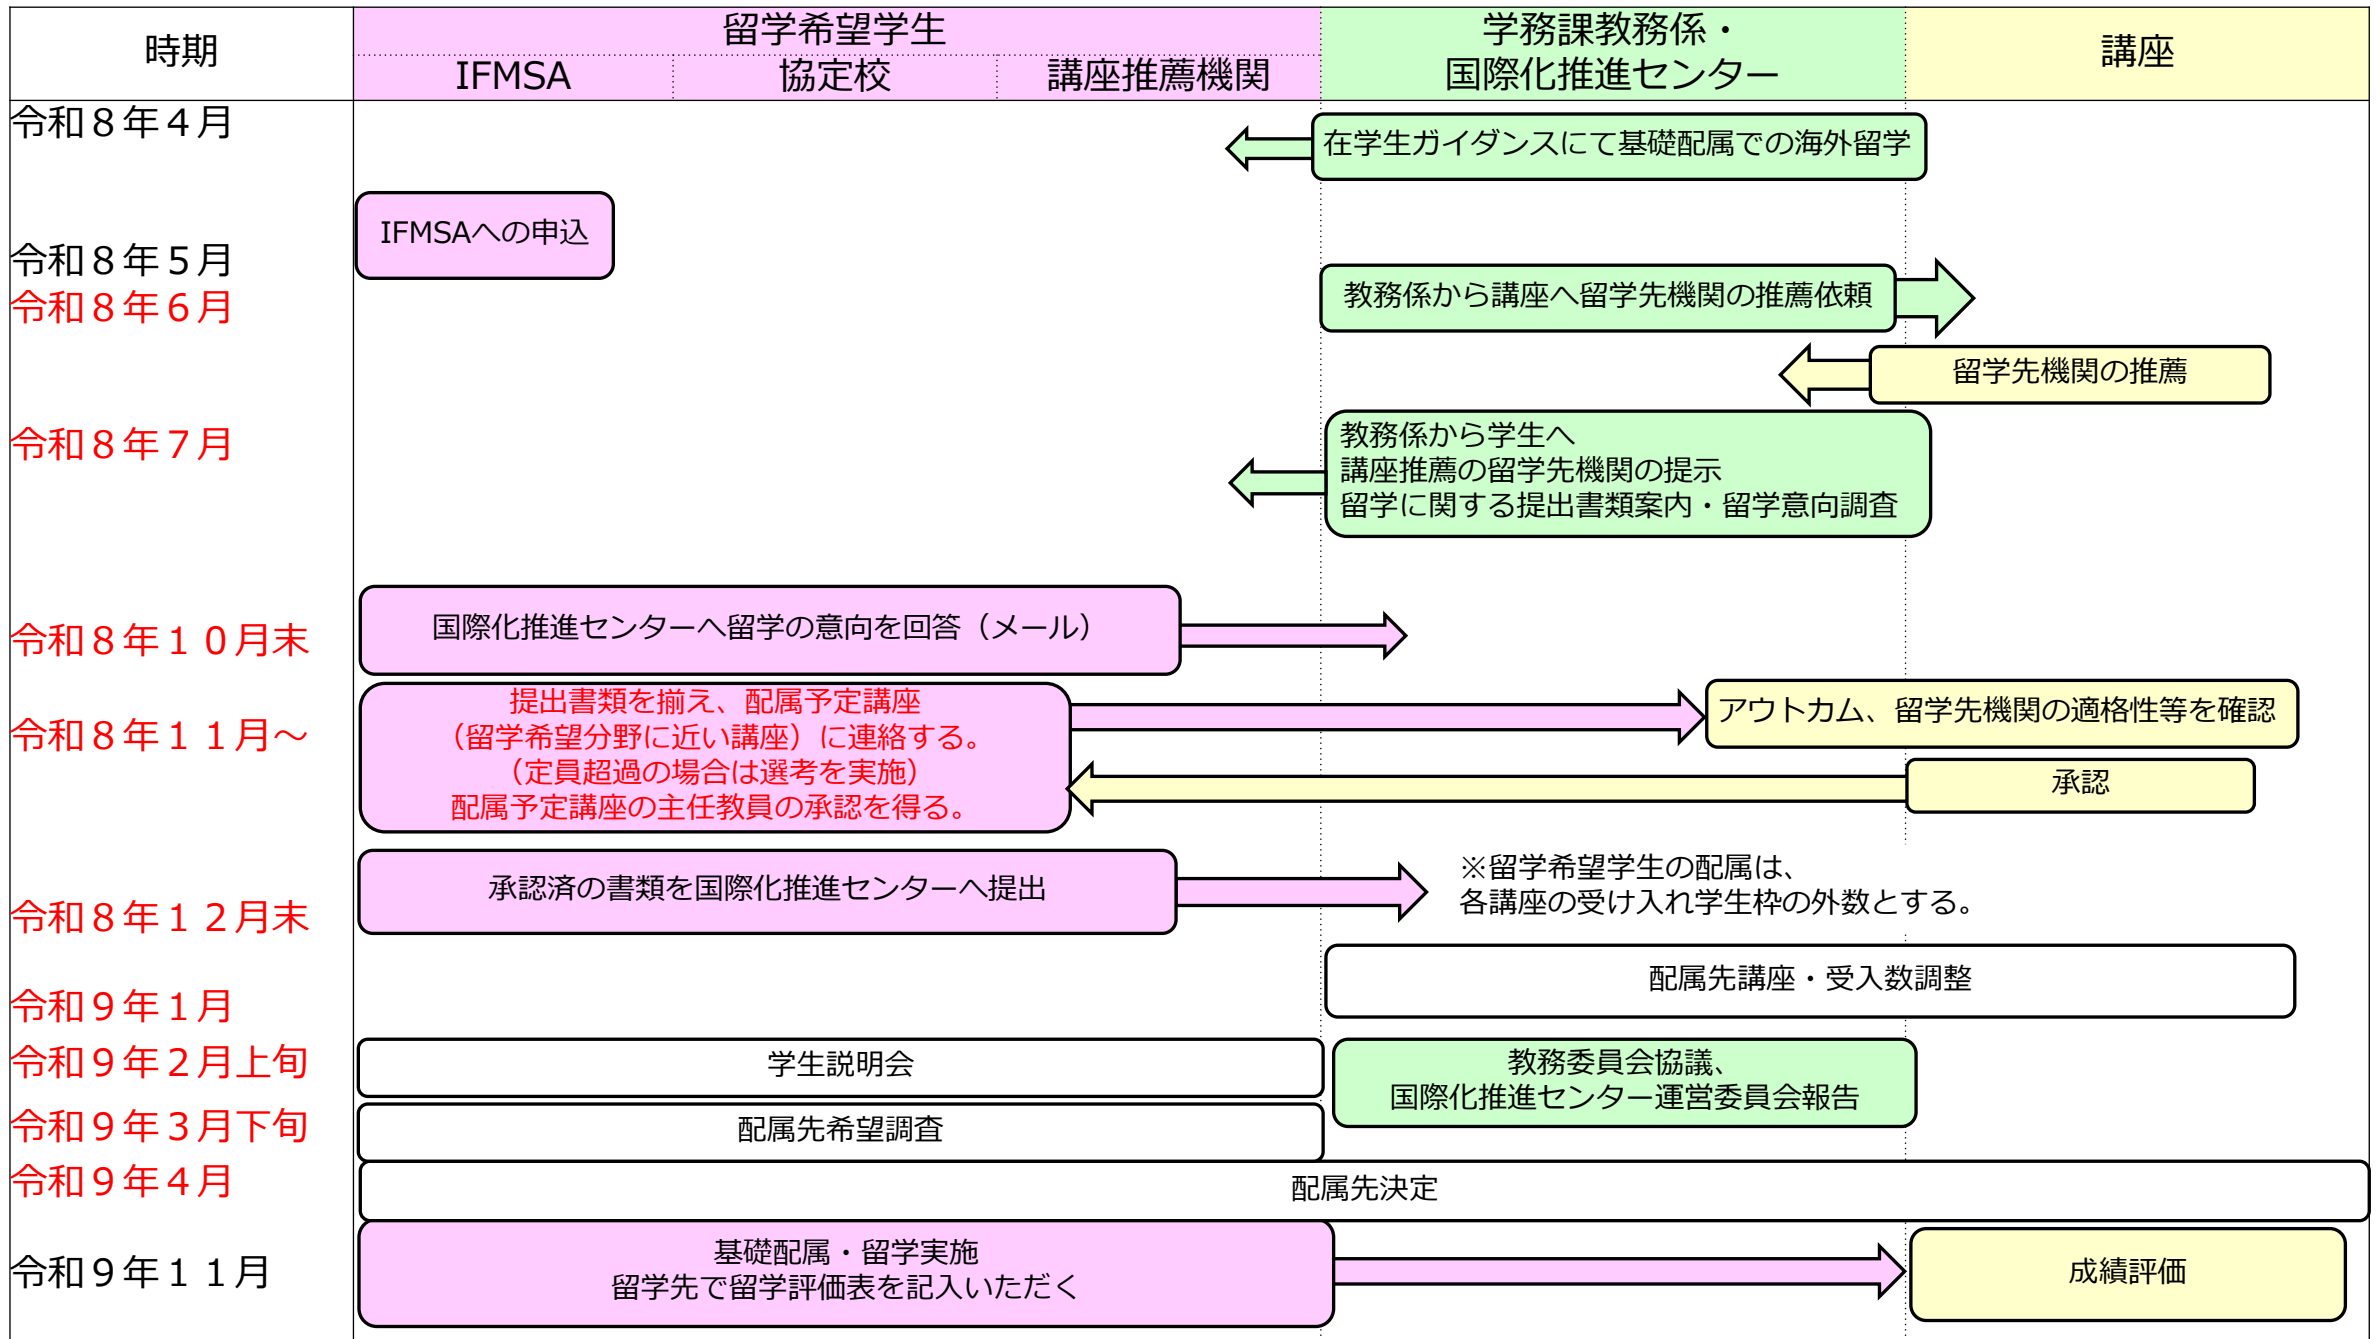 時期
留学希望学生
IFMSA
協定校
講座推薦機関
学務課教務係・
国際化推進センター
講座
令和８年４月
在学生ガイダンスにて基礎配属での海外留学
IFMSAへの申込
令和８年５月
令和８年６月
教務係から講座へ留学先機関の推薦依頼
留学先機関の推薦
令和８年７月
教務係から学生へ
講座推薦の留学先機関の提示
留学に関する提出書類案内・留学意向調査
令和８年１０月末
国際化推進センターへ留学の意向を回答（メール）
令和８年１１月～
提出書類を揃え、配属予定講座
（留学希望分野に近い講座）に連絡する。
（定員超過の場合は選考を実施）
配属予定講座の主任教員の承認を得る。
アウトカム、留学先機関の適格性等を確認
承認
令和８年１２月末
承認済の書類を国際化推進センターへ提出
※留学希望学生の配属は、
各講座の受け入れ学生枠の外数とする。
配属先講座・受入数調整
令和９年１月
令和９年２月上旬
学生説明会
教務委員会協議、
国際化推進センター運営委員会報告
令和９年３月下旬
配属先希望調査
令和９年４月
配属先決定
令和９年１１月
基礎配属・留学実施
留学先で留学評価表を記入いただく
成績評価